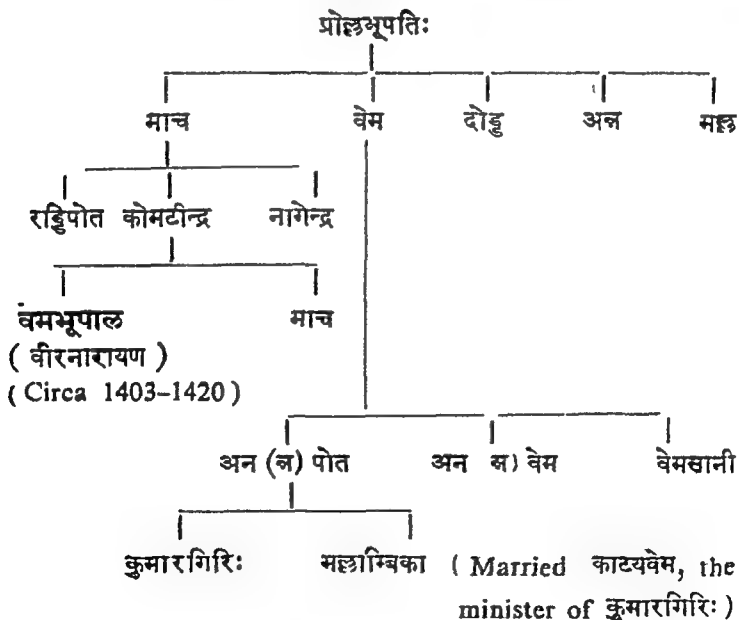 प्रोल्लभूपतिः
माच वेम दोड्ड अन्न मल्ल
रड्डिपोत कोमटीन्द्र नागेन्द्र
वेमभूपाल माच
( वीरनारायण )
( Circa 1403-1420 )
अन (न्न) पोत अन न्न) वेम वेमसानी
कुमारगिरिः मल्लाम्बिका ( Married काटयवेम, the
minister of कुमारगिरिः )